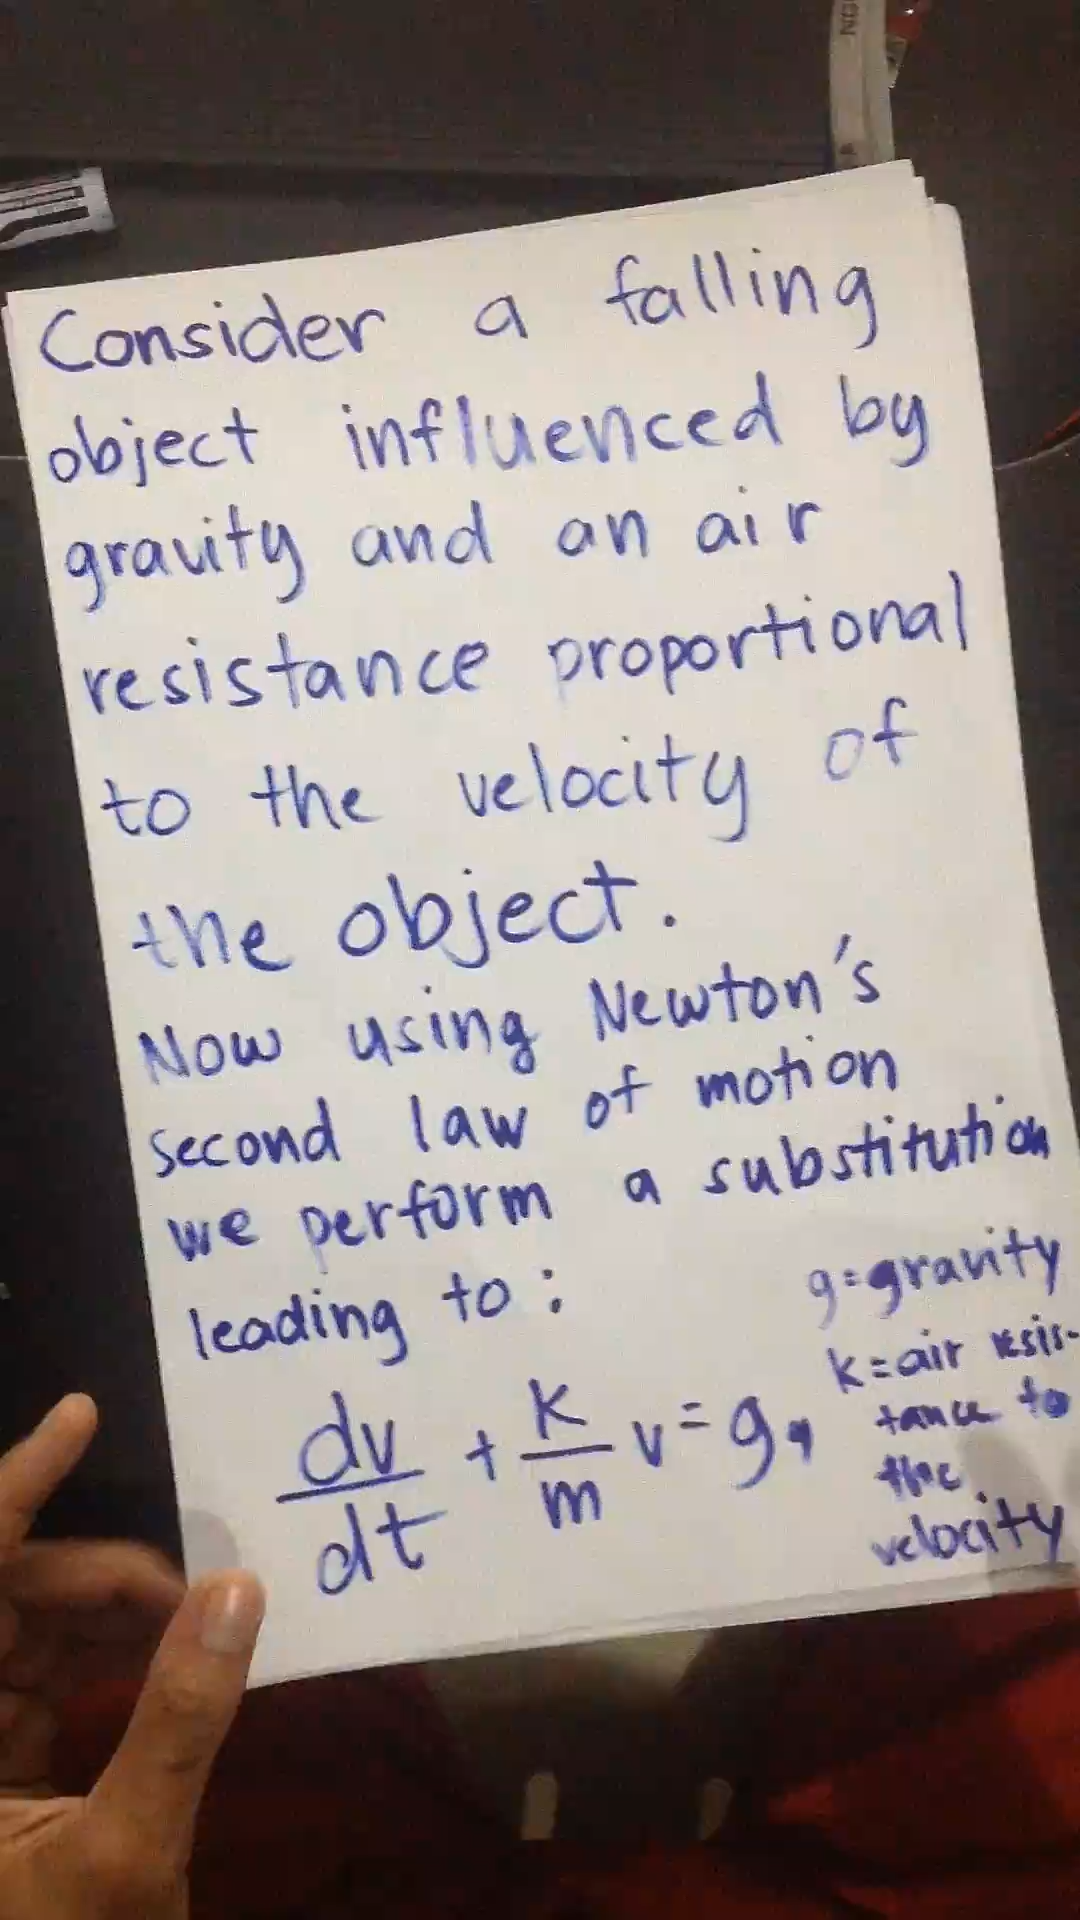 Consider a falling
object influenced by
gravity and an air
resistance proportional
to the velocity of
the object.
Now using Newton's
second law of motion
we perform a substitution
leading to:
g=gravity
k=air resis-
tance to
the
velocity
dv/dt + k/m v = g,